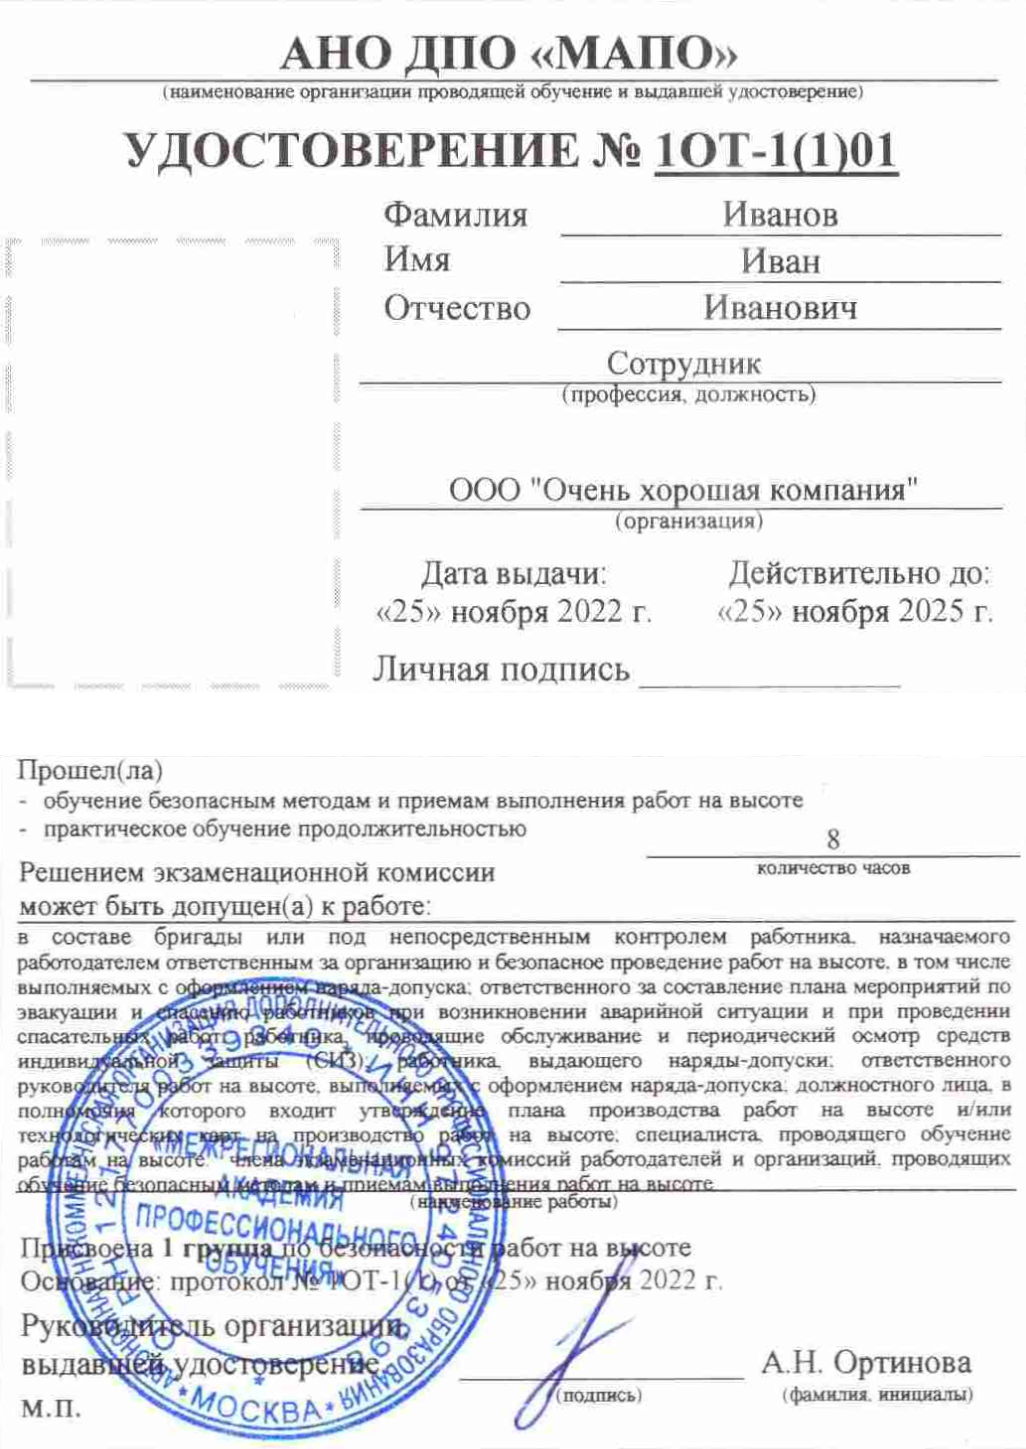 АНО ДПО «МАПО»
(наименование организации проводящей обучение и выдавшей удостоверение)
УДОСТОВЕРЕНИЕ № 1ОТ-1(1)01
Фамилия Иванов
Имя Иван
Отчество Иванович
Сотрудник
(профессия, должность)
ООО "Очень хорошая компания"
(организация)
Дата выдачи: Действительно до:
«25» ноября 2022 г. «25» ноября 2025 г.
Личная подпись
Прошел(ла)
- обучение безопасным методам и приемам выполнения работ на высоте
- практическое обучение продолжительностью 8
количество часов
Решением экзаменационной комиссии
может быть допущен(а) к работе:
в составе бригады или под непосредственным контролем работника, назначаемого
работодателем ответственным за организацию и безопасное проведение работ на высоте, в том числе
выполняемых с оформлением наряда-допуска; ответственного за составление плана мероприятий по
эвакуации и спасению работников при возникновении аварийной ситуации и при проведении
спасательных работ; работника, проводящие обслуживание и периодический осмотр средств
индивидуальной защиты (СИЗ); работника, выдающего наряды-допуски; ответственного
руководителя работ на высоте, выполняемых с оформлением наряда-допуска; должностного лица, в
полномочия которого входит утверждение плана производства работ на высоте и/или
технологических карт на производство работ на высоте; специалиста, проводящего обучение
работам на высоте; члена экзаменационных комиссий работодателей и организаций, проводящих
обучение безопасным методам и приемам выполнения работ на высоте
(наименование работы)
Присвоена 1 группа по безопасности работ на высоте
Основание: протокол № 1ОТ-1(1) от «25» ноября 2022 г.
Руководитель организации,
выдавшей удостоверение А.Н. Ортинова
(подпись) (фамилия, инициалы)
М.П.
«МЕЖРЕГИОНАЛЬНАЯ
АКАДЕМИЯ
ПРОФЕССИОНАЛЬНОГО
ОБУЧЕНИЯ»
АВТОНОМНАЯ НЕКОММЕРЧЕСКАЯ ОРГАНИЗАЦИЯ ДОПОЛНИТЕЛЬНОГО ПРОФЕССИОНАЛЬНОГО ОБРАЗОВАНИЯ
* МОСКВА *